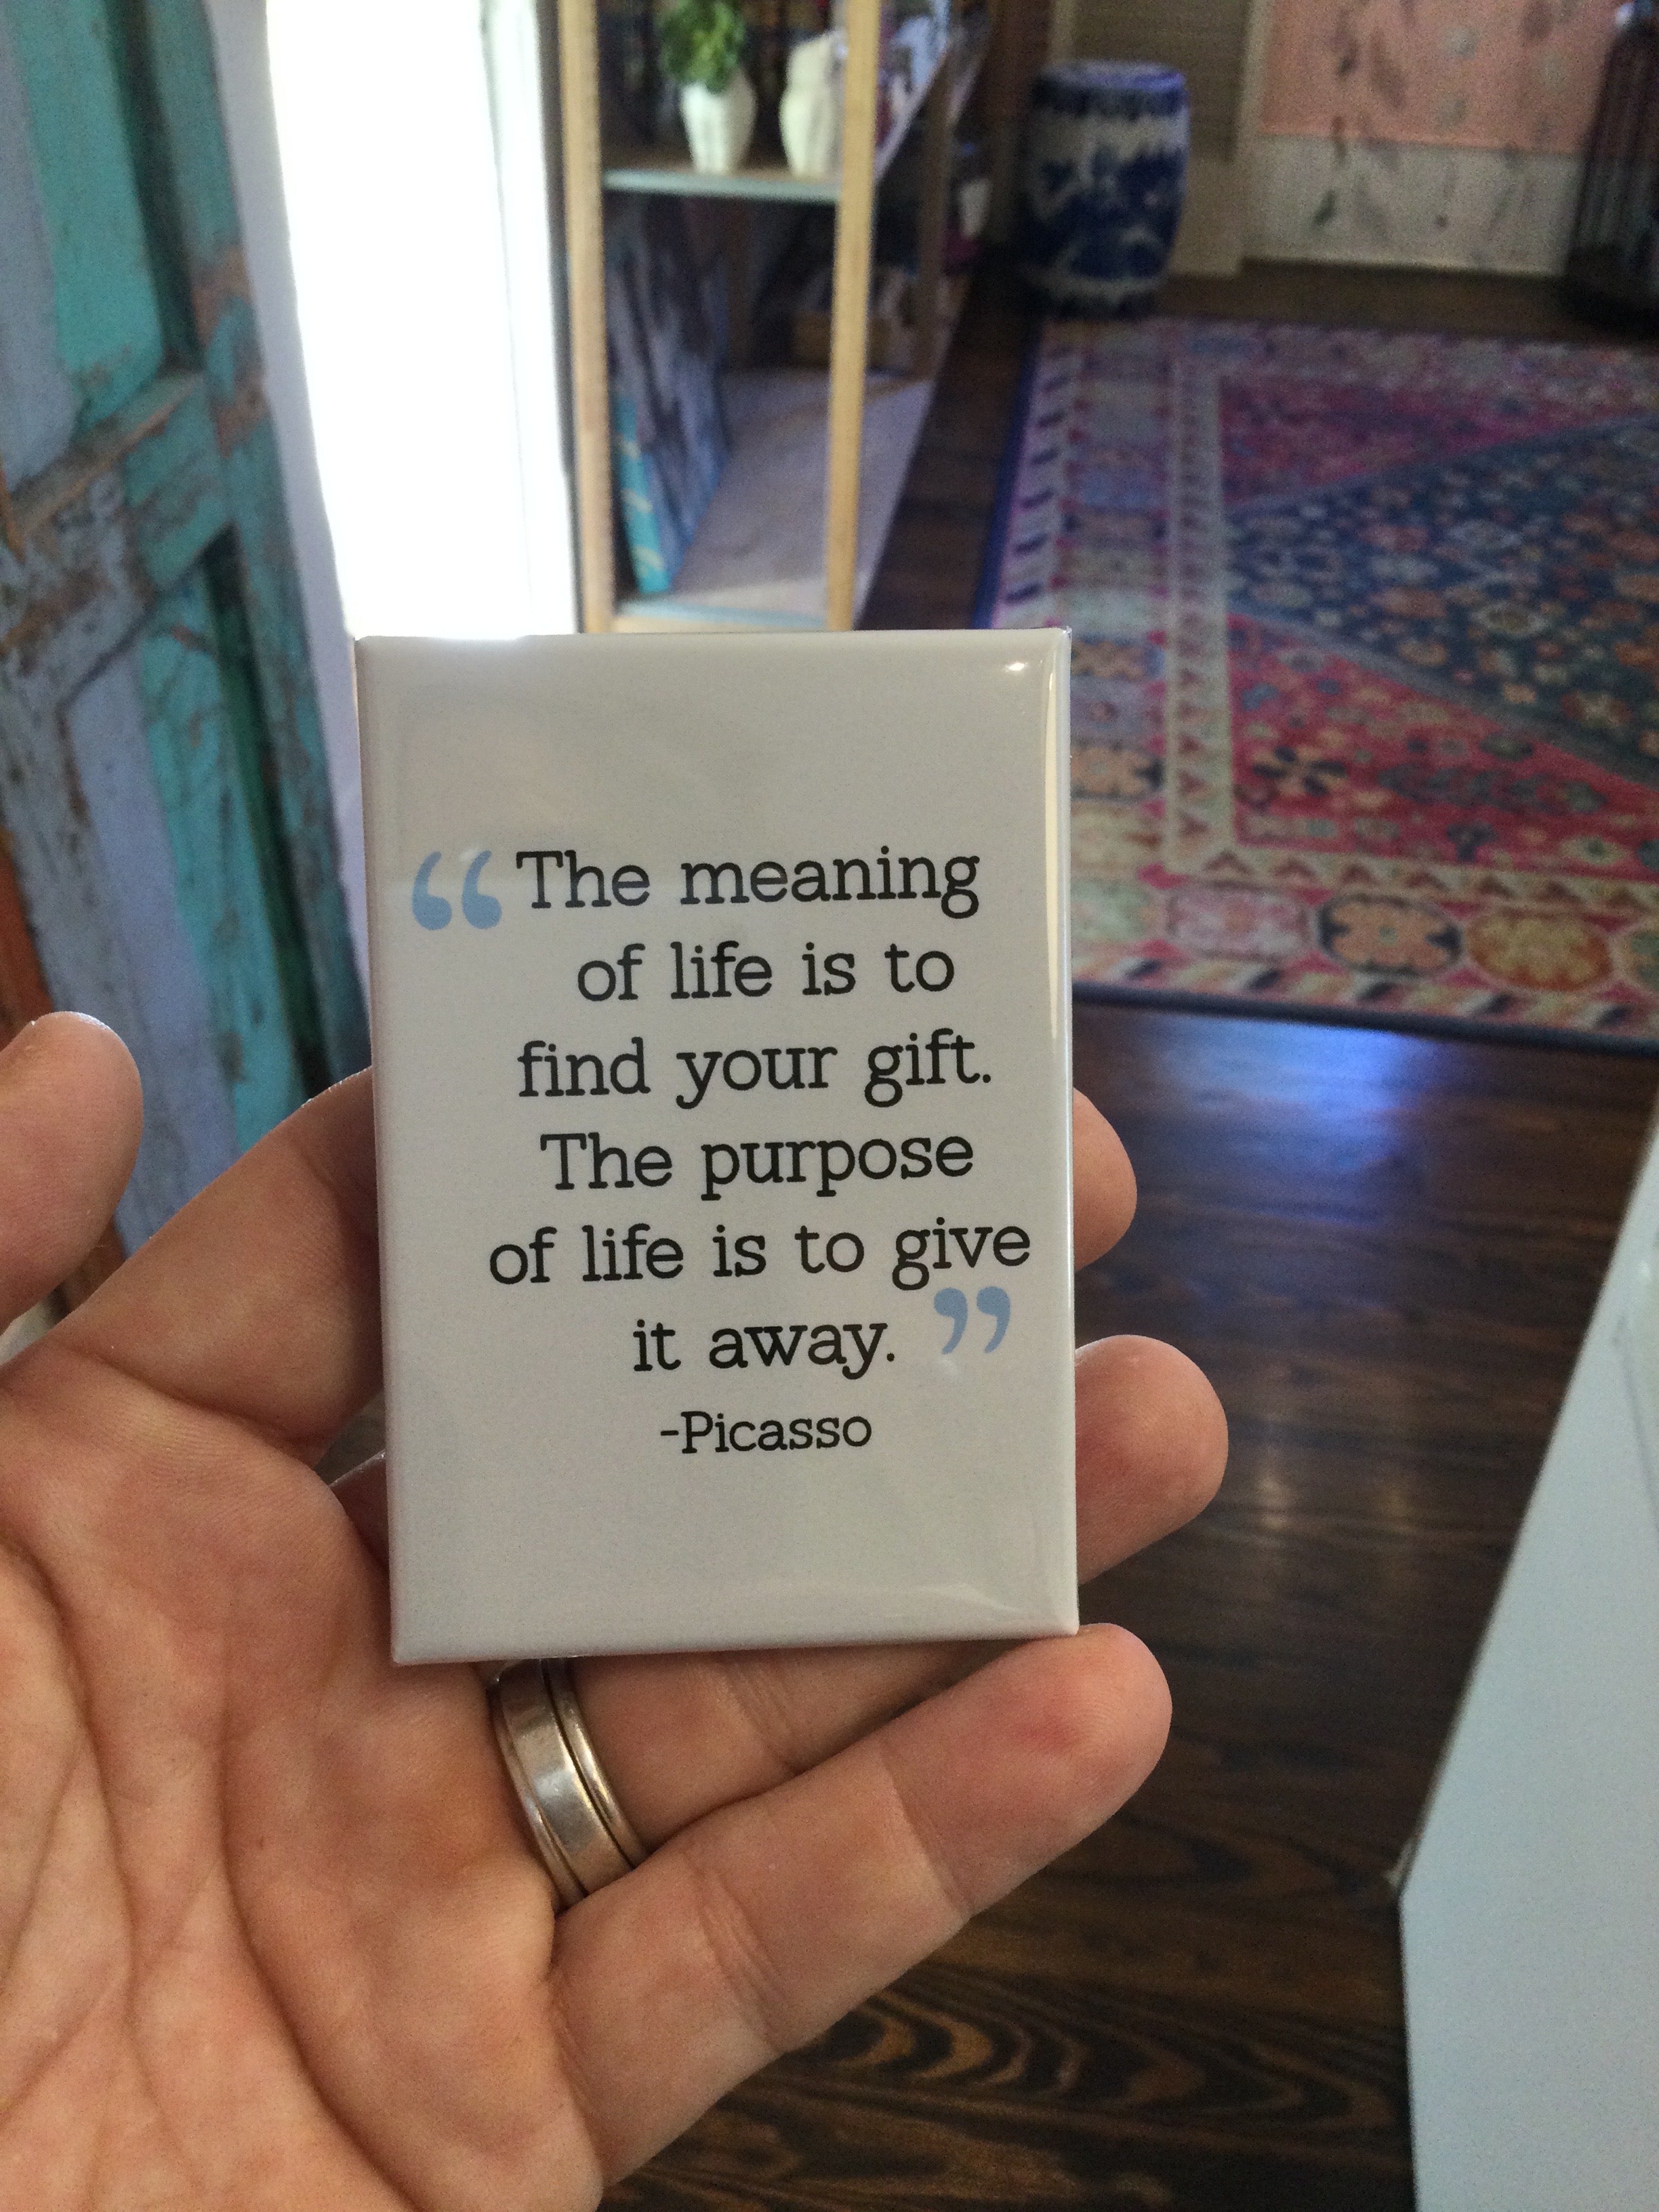 “The meaning
of life is to
find your gift.
The purpose
of life is to give
it away.”
-Picasso